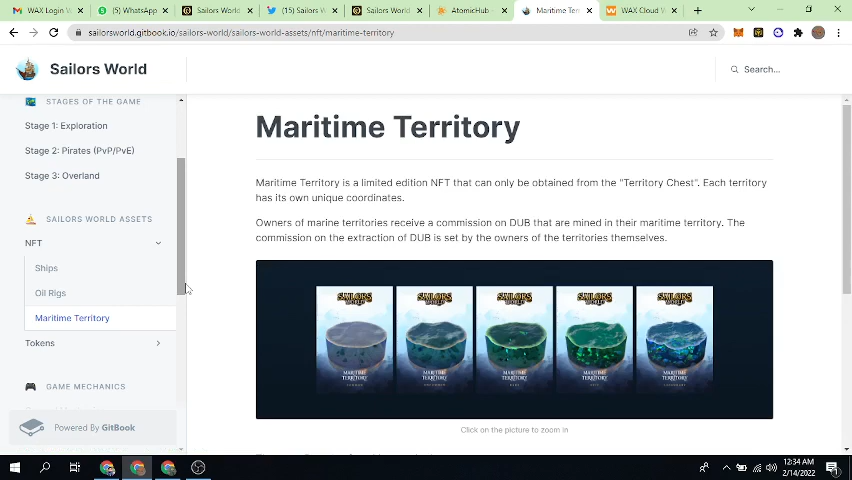 WAX Login W
(5) WhatsApp
Sailors World
(15) Sailors W
Sailors World
AtomicHub
Maritime Terr
WAX Cloud W
sailorsworld.gitbook.io/sailors-world/sailors-world-assets/nft/maritime-territory
Sailors World
Search...
STAGES OF THE GAME
Stage 1: Exploration
Stage 2: Pirates (PvP/PvE)
Stage 3: Overland
SAILORS WORLD ASSETS
NFT
Ships
Oil Rigs
Maritime Territory
Tokens
GAME MECHANICS
Powered By GitBook
Maritime Territory
Maritime Territory is a limited edition NFT that can only be obtained from the "Territory Chest". Each territory
has its own unique coordinates.
Owners of marine territories receive a commission on DUB that are mined in their maritime territory. The
commission on the extraction of DUB is set by the owners of the territories themselves.
SAILORS WORLD
SAILORS WORLD
SAILORS WORLD
SAILORS WORLD
SAILORS WORLD
MARITIME TERRITORY
MARITIME TERRITORY
MARITIME TERRITORY
MARITIME TERRITORY
MARITIME TERRITORY
Click on the picture to zoom in
12:34 AM
2/14/2022